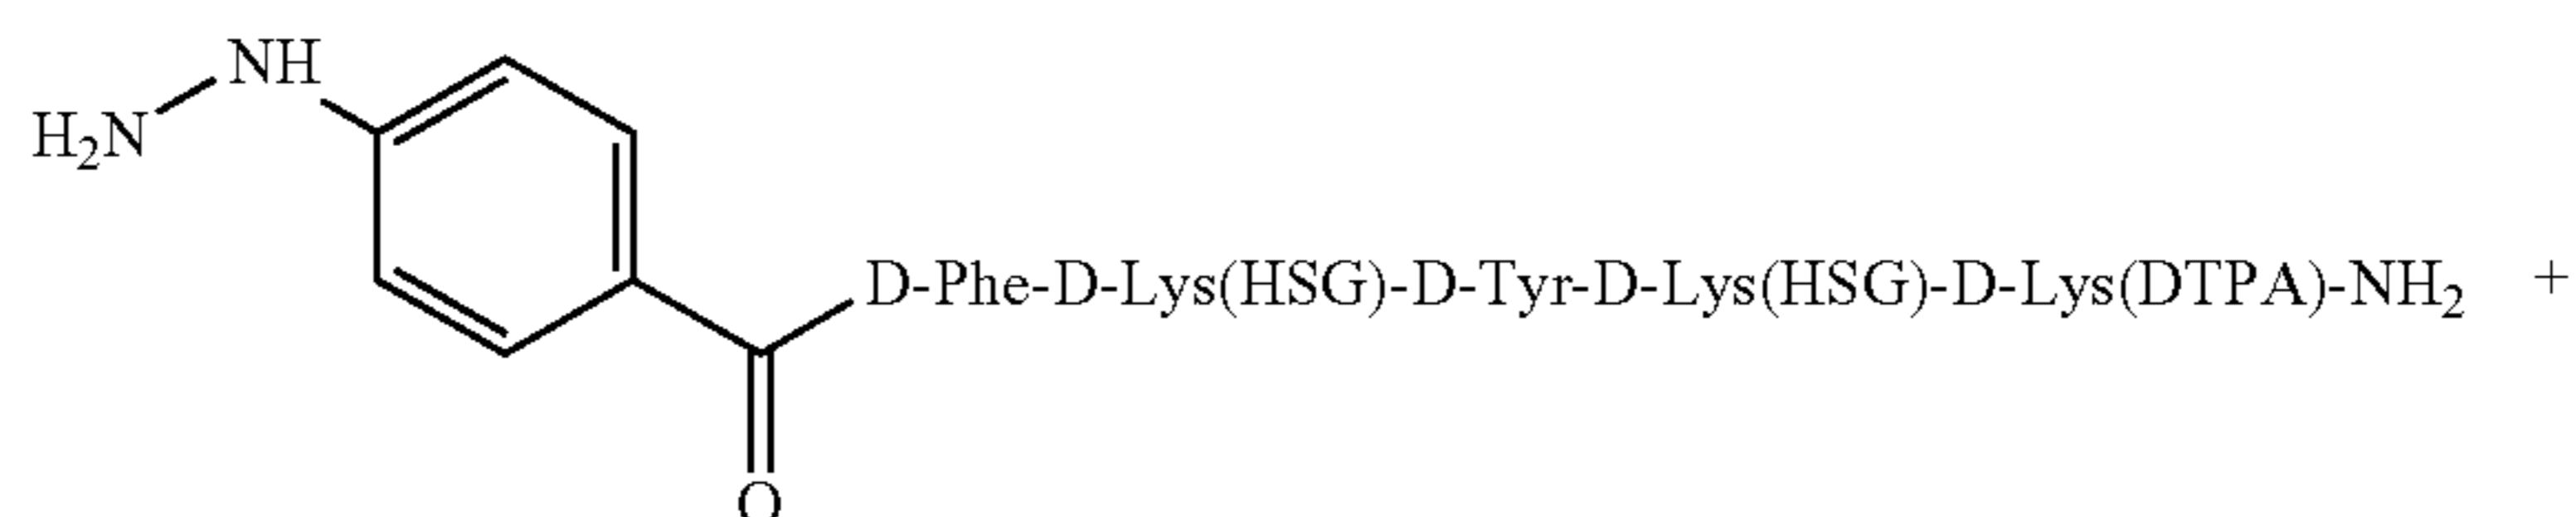 NH
H₂N
D-Phe-D-Lys(HSG)-D-Tyr-D-Lys(HSG)-D-Lys(DTPA)-NH₂ +
O